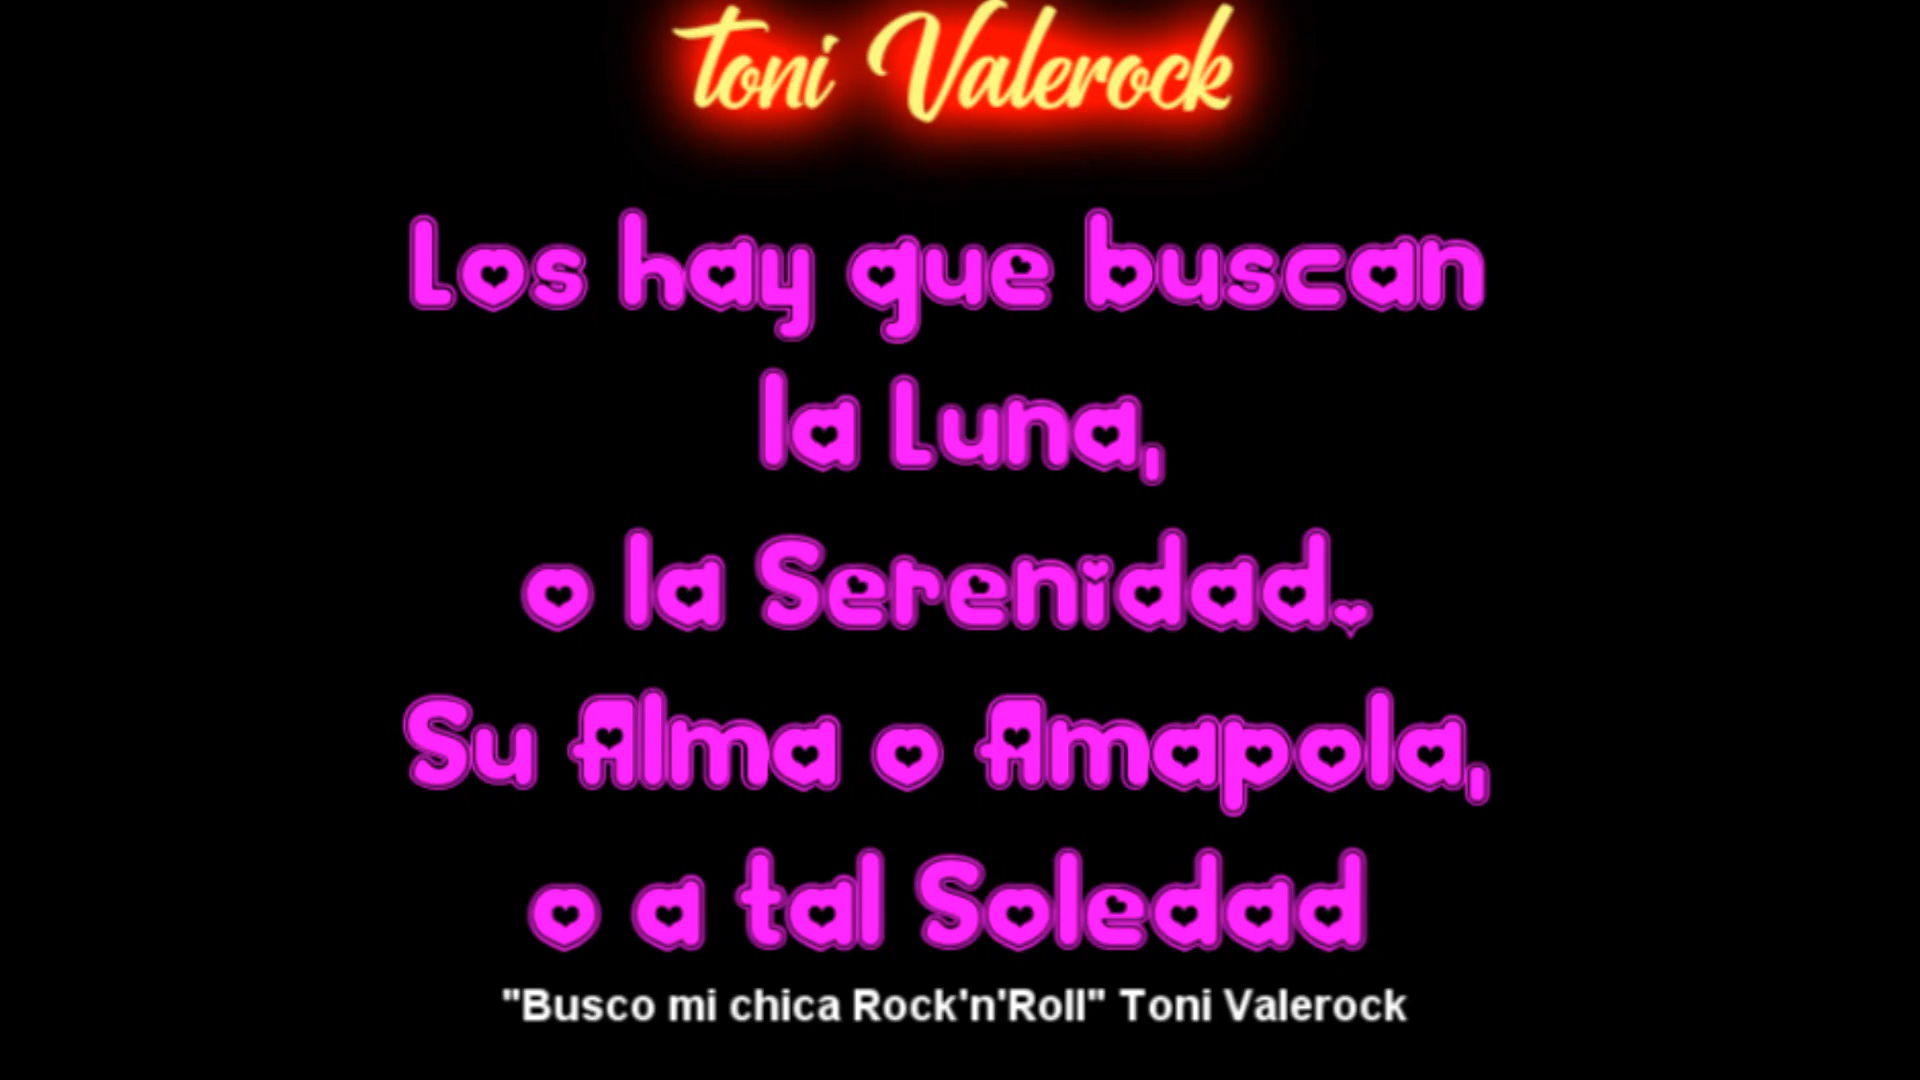 Toni Valerock
Los hay que buscan
la Luna,
o la Serenidad.
Su Alma o Amapola,
o a tal Soledad
"Busco mi chica Rock'n'Roll" Toni Valerock